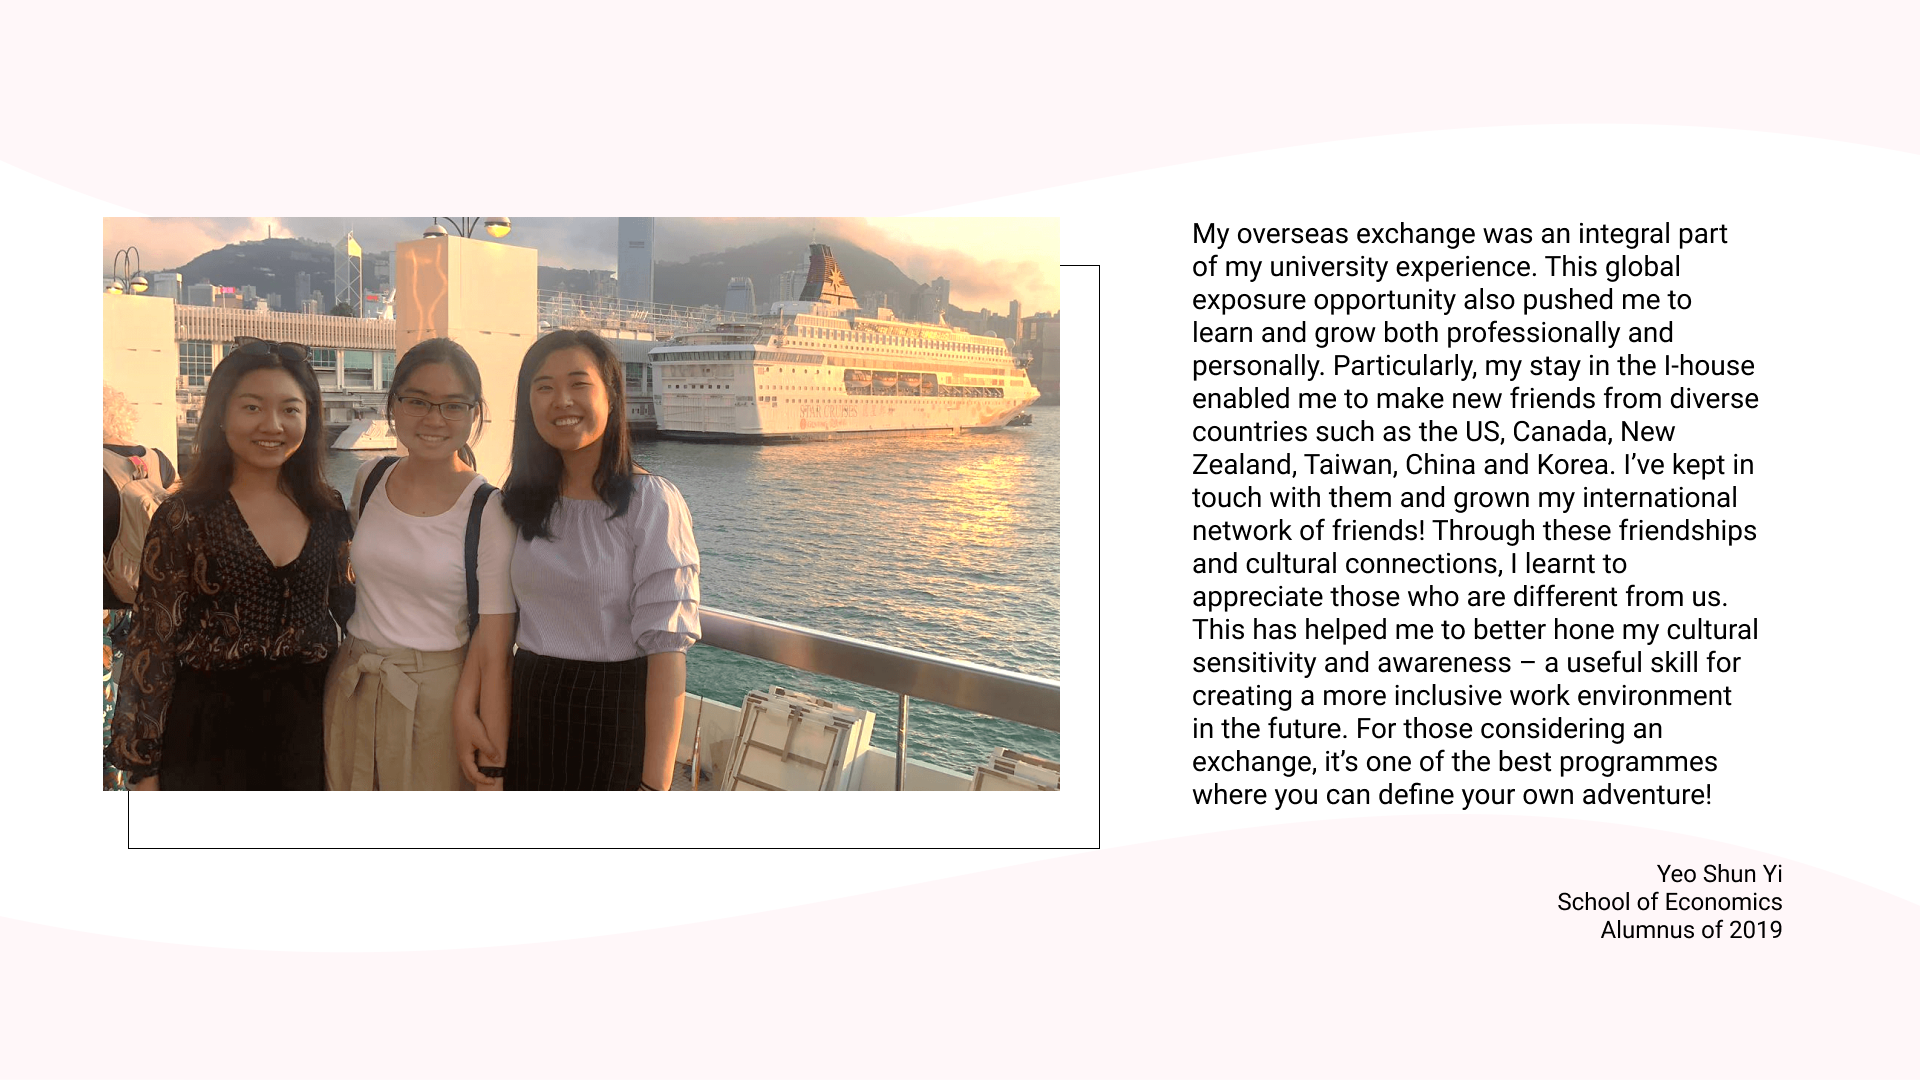 My overseas exchange was an integral part
of my university experience. This global
exposure opportunity also pushed me to
learn and grow both professionally and
personally. Particularly, my stay in the I-house
enabled me to make new friends from diverse
countries such as the US, Canada, New
Zealand, Taiwan, China and Korea. I’ve kept in
touch with them and grown my international
network of friends! Through these friendships
and cultural connections, I learnt to
appreciate those who are different from us.
This has helped me to better hone my cultural
sensitivity and awareness – a useful skill for
creating a more inclusive work environment
in the future. For those considering an
exchange, it’s one of the best programmes
where you can define your own adventure!
Yeo Shun Yi
School of Economics
Alumnus of 2019
STAR CRUISES